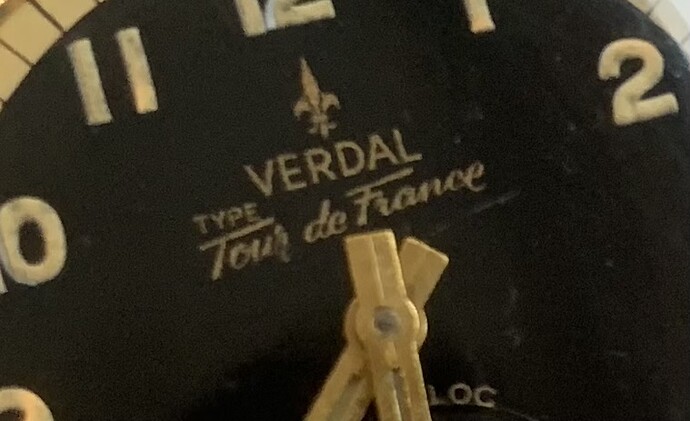 12
11
2
VERDAL
TYPE
Tour de France
10
LOC